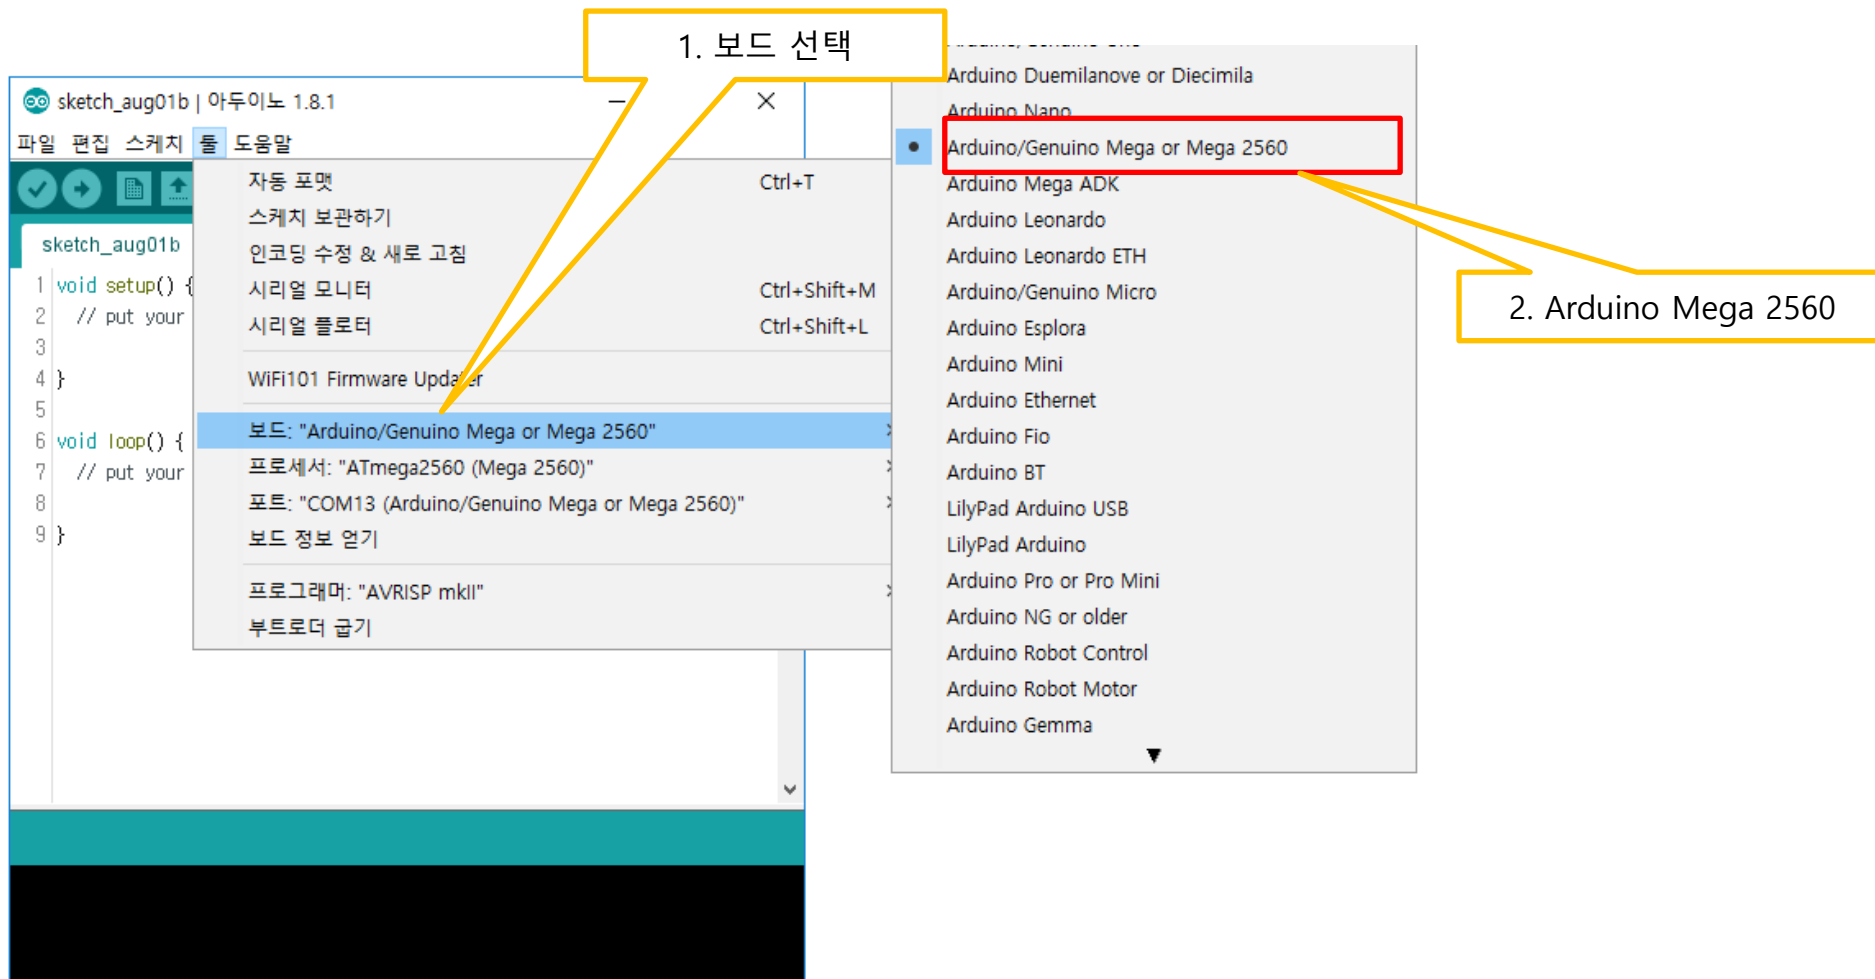 1. 보드 선택
sketch_aug01b | 아두이노 1.8.1
파일 편집 스케치 툴 도움말
sketch_aug01b
1 void setup() {
2 // put your
3
4 }
5
6 void loop() {
7 // put your
8
9 }
자동 포맷 Ctrl+T
스케치 보관하기
인코딩 수정 & 새로 고침
시리얼 모니터 Ctrl+Shift+M
시리얼 플로터 Ctrl+Shift+L
WiFi101 Firmware Updater
보드: "Arduino/Genuino Mega or Mega 2560"
프로세서: "ATmega2560 (Mega 2560)"
포트: "COM13 (Arduino/Genuino Mega or Mega 2560)"
보드 정보 얻기
프로그래머: "AVRISP mkII"
부트로더 굽기
Arduino Duemilanove or Diecimila
Arduino Nano
Arduino/Genuino Mega or Mega 2560
Arduino Mega ADK
Arduino Leonardo
Arduino Leonardo ETH
Arduino/Genuino Micro
Arduino Esplora
Arduino Mini
Arduino Ethernet
Arduino Fio
Arduino BT
LilyPad Arduino USB
LilyPad Arduino
Arduino Pro or Pro Mini
Arduino NG or older
Arduino Robot Control
Arduino Robot Motor
Arduino Gemma
2. Arduino Mega 2560